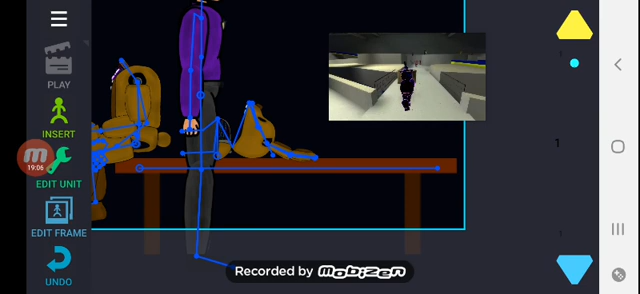 PLAY
INSERT
19:06
EDIT UNIT
1
EDIT FRAME
UNDO
Recorded by MOBIZEN